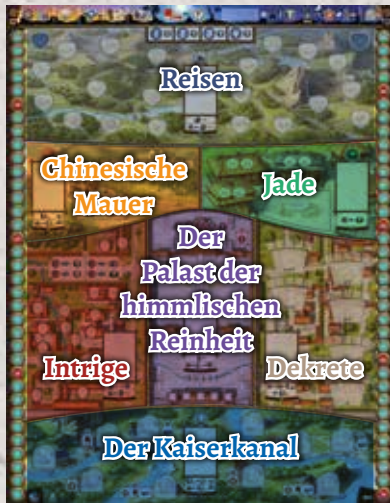 Reisen
Chinesische
Mauer
Jade
Der
Palast der
himmlischen
Reinheit
Intrige
Dekrete
Der Kaiserkanal